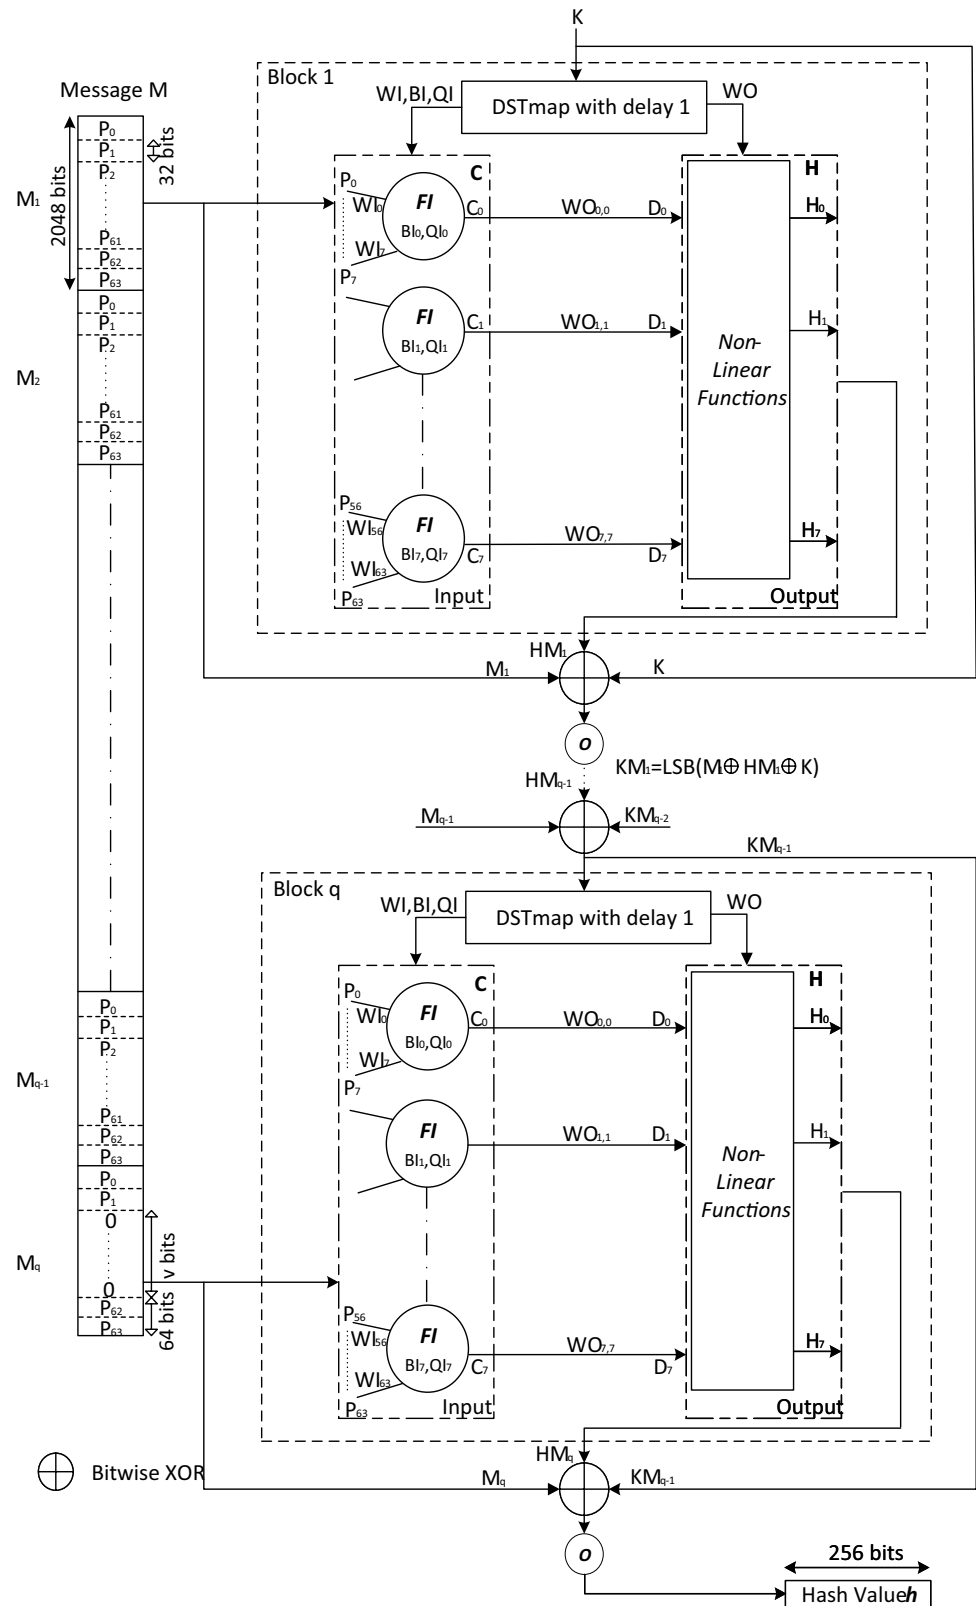 K
Block 1
Message M
WI,BI,QI
DSTmap with delay 1
WO
P0
P1
P2
32 bits
M1
2048 bits
P61
P62
P63
P0
WI0
WI7
P7
FI
BI0,QI0
C
C0
WO0,0
D0
H
H0
FI
BI1,QI1
C1
WO1,1
D1
H1
Non-
Linear
Functions
P0
P1
P2
M2
P61
P62
P63
P56
WI56
WI63
P63
FI
BI7,QI7
C7
WO7,7
D7
H7
Input
Output
HM1
M1
K
O
KM1=LSB(M1⊕ HM1⊕ K)
HMq-1
Mq-1
KMq-2
KMq-1
Block q
WI,BI,QI
DSTmap with delay 1
WO
P0
P1
P2
Mq-1
P61
P62
P63
P0
WI0
WI7
P7
FI
BI0,QI0
C
C0
WO0,0
D0
H
H0
FI
BI1,QI1
WO1,1
D1
H1
Non-
Linear
Functions
P0
P1
0
Mq
0
v bits
P62
P63
64 bits
P56
WI56
WI63
P63
FI
BI7,QI7
C7
WO7,7
D7
H7
Input
Output
HMq
Bitwise XOR
Mq
KMq-1
O
256 bits
Hash Value h